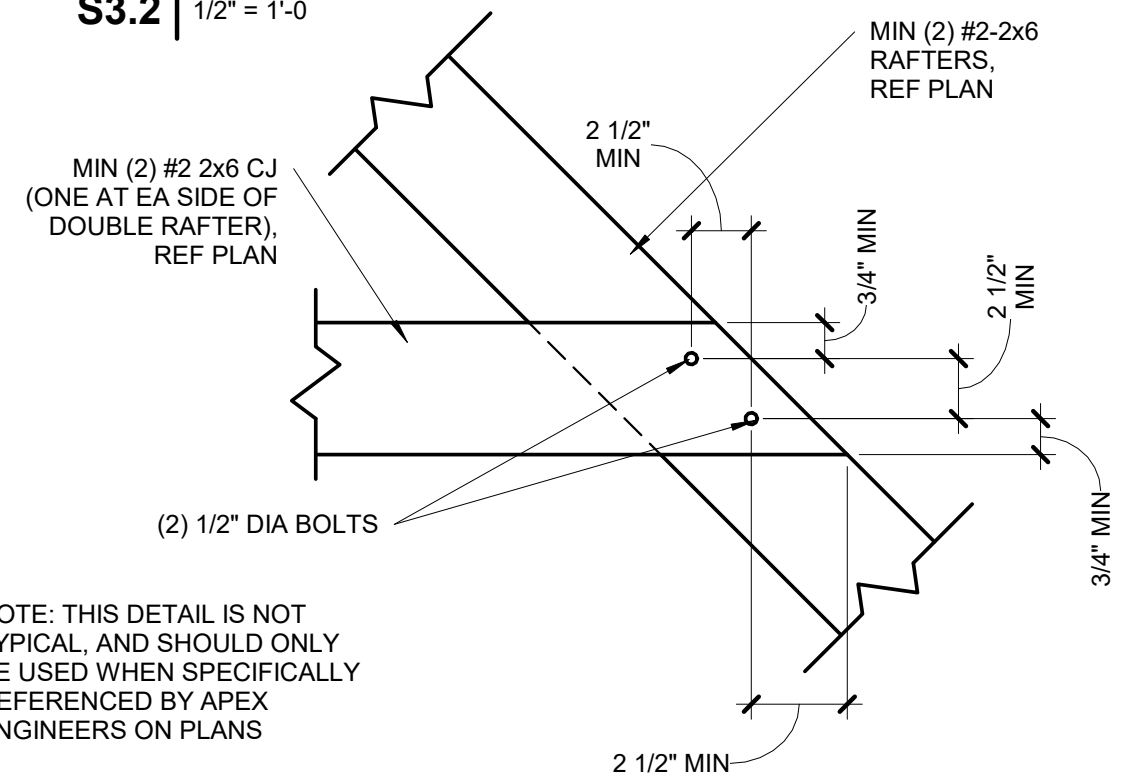 S3.2
1/2" = 1'-0
MIN (2) #2-2x6
RAFTERS,
REF PLAN
2 1/2"
MIN
MIN (2) #2 2x6 CJ
(ONE AT EA SIDE OF
DOUBLE RAFTER),
REF PLAN
3/4" MIN
2 1/2"
MIN
(2) 1/2" DIA BOLTS
3/4" MIN
OTE: THIS DETAIL IS NOT
YPICAL, AND SHOULD ONLY
E USED WHEN SPECIFICALLY
EFERENCED BY APEX
NGINEERS ON PLANS
2 1/2" MIN